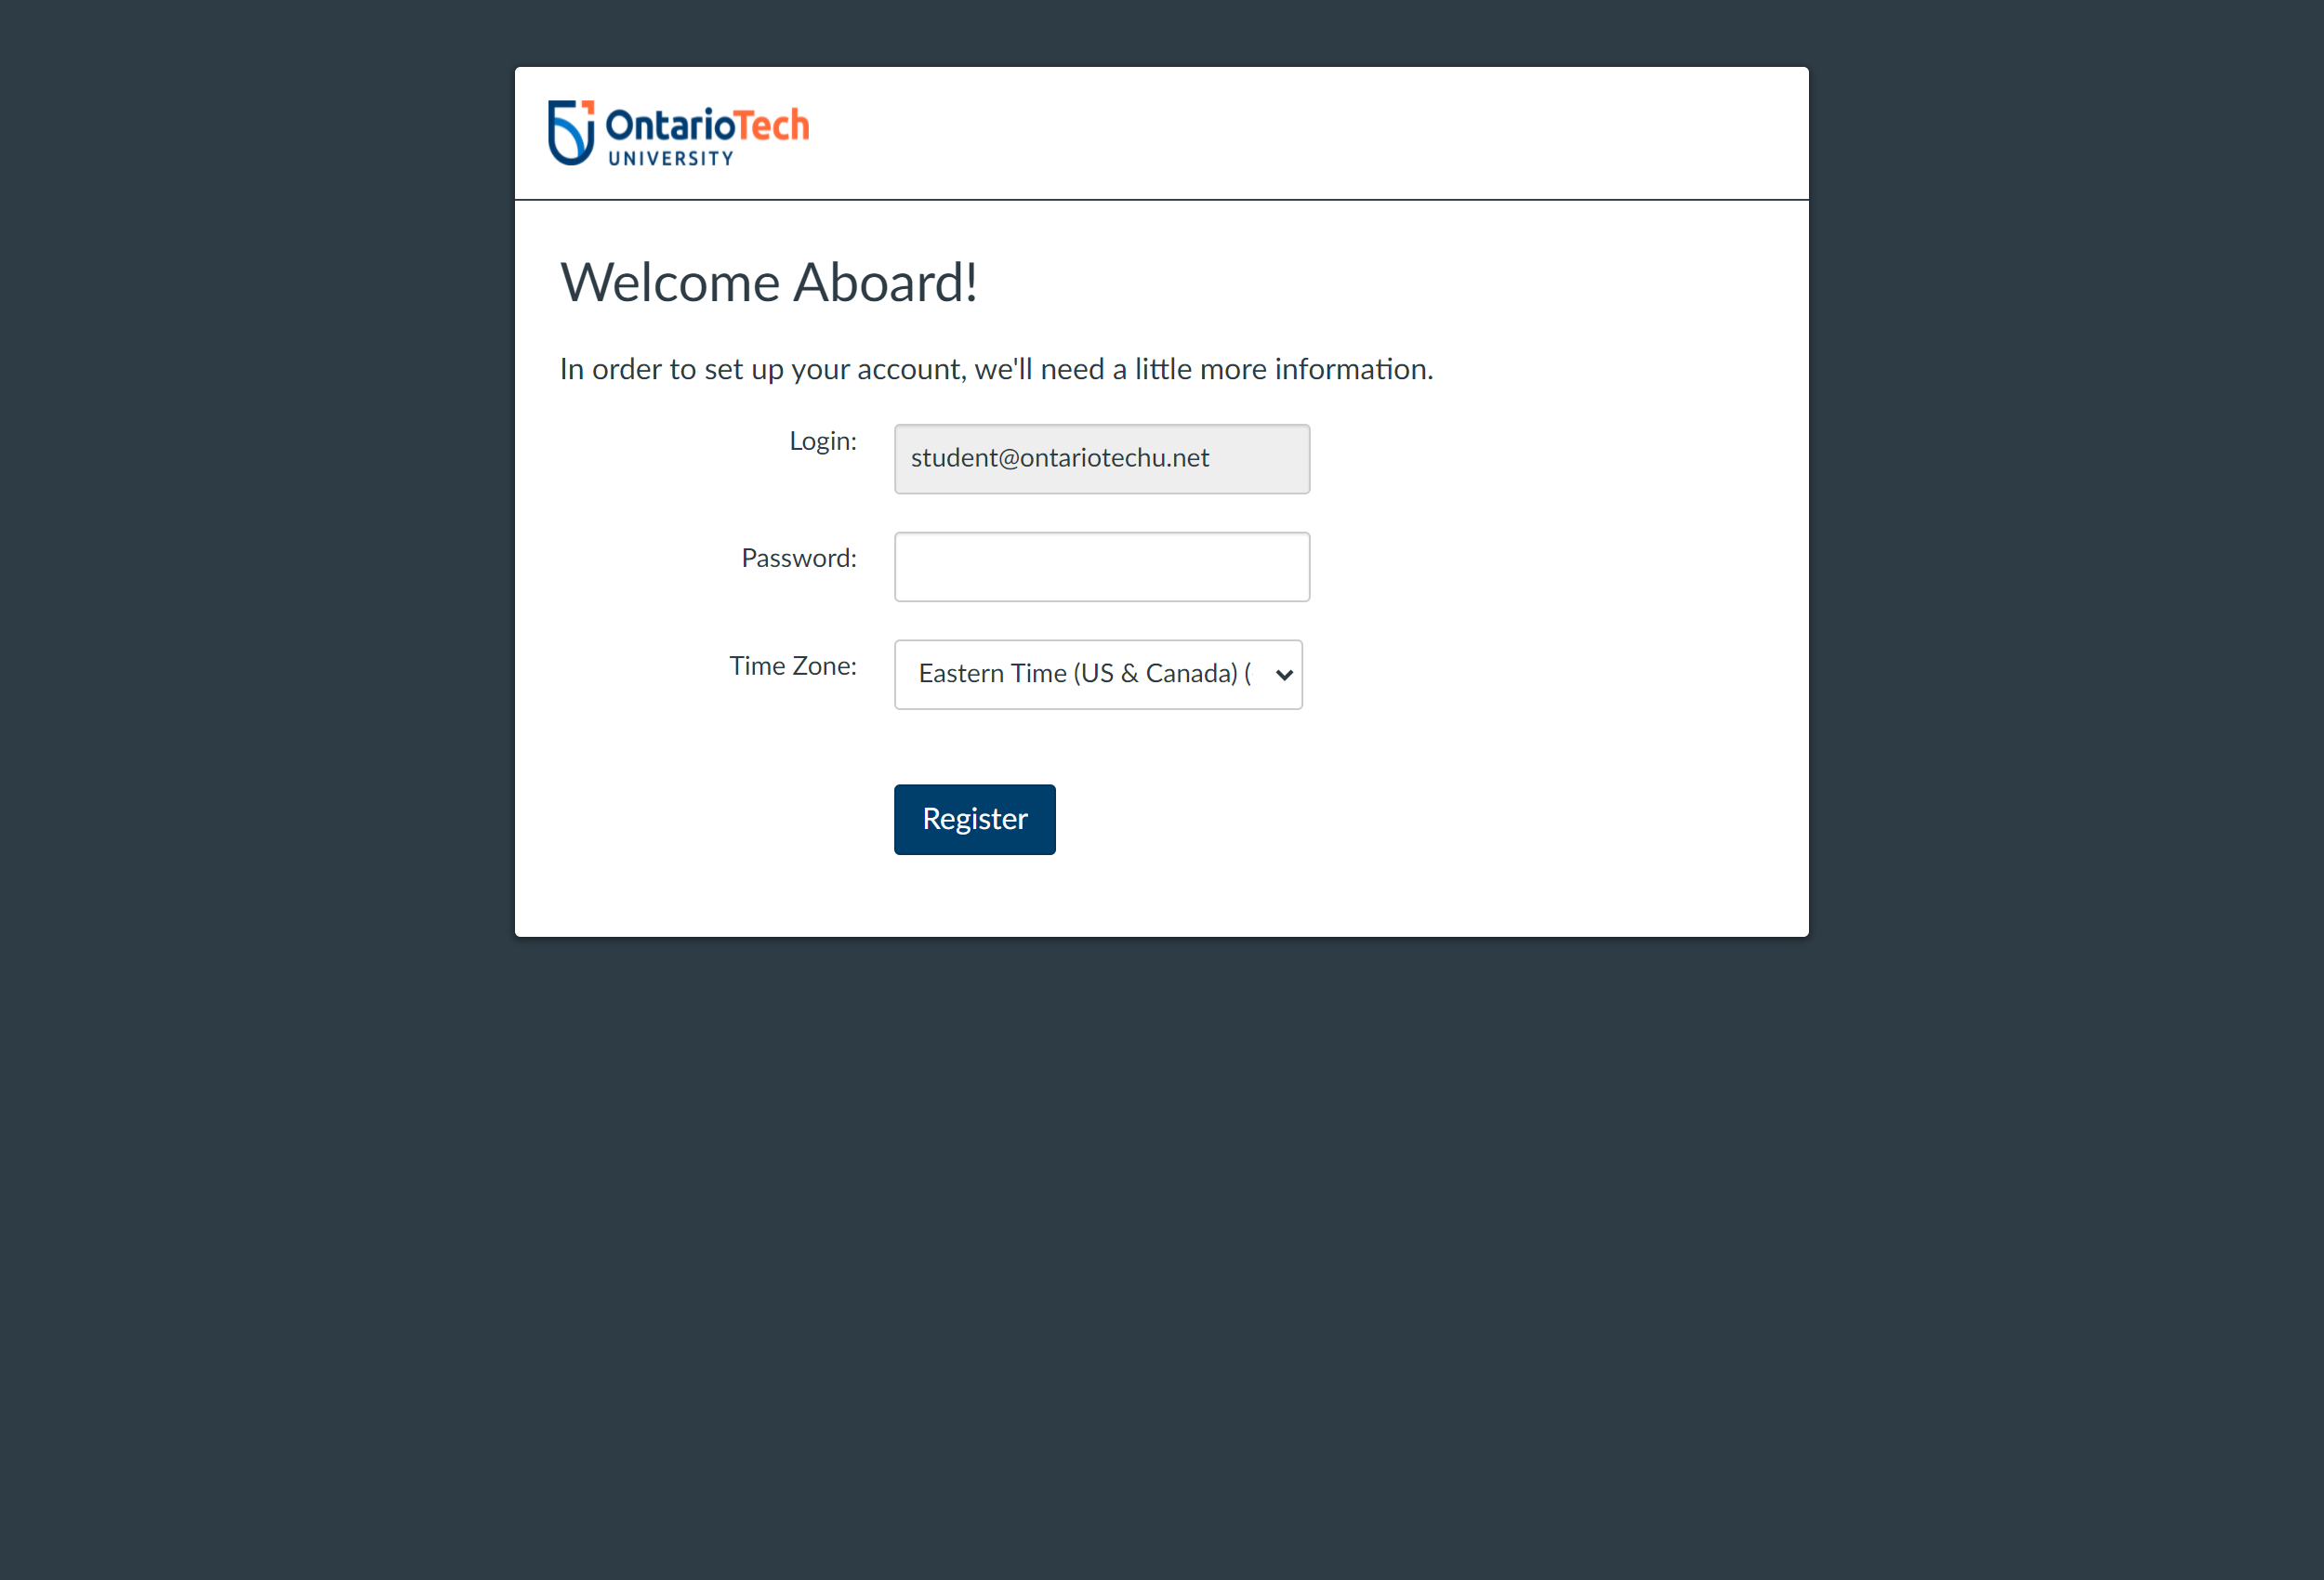 OntarioTech
UNIVERSITY
Welcome Aboard!
In order to set up your account, we'll need a little more information.
Login: student@ontariotechu.net
Password:
Time Zone: Eastern Time (US & Canada) (
Register